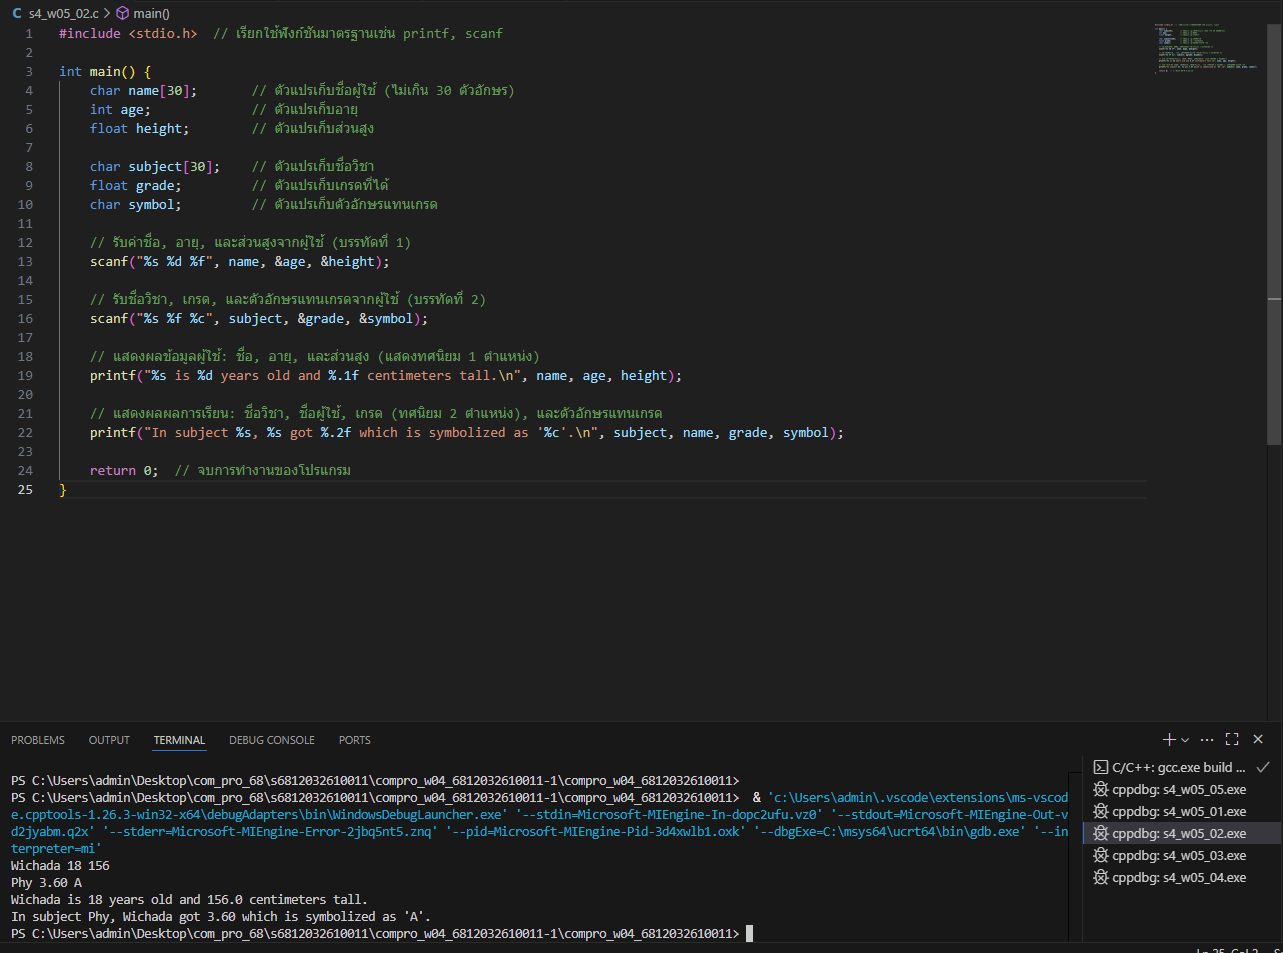 s4_w05_02.c > main()
1 #include <stdio.h>  // เรียกใช้ฟังก์ชันมาตรฐานเช่น printf, scanf
2
3 int main() {
4     char name[30];       // ตัวแปรเก็บชื่อผู้ใช้ (ไม่เกิน 30 ตัวอักษร)
5     int age;             // ตัวแปรเก็บอายุ
6     float height;        // ตัวแปรเก็บส่วนสูง
7
8     char subject[30];    // ตัวแปรเก็บชื่อวิชา
9     float grade;         // ตัวแปรเก็บเกรดที่ได้
10     char symbol;         // ตัวแปรเก็บตัวอักษรแทนเกรด
11
12     // รับค่าชื่อ, อายุ, และส่วนสูงจากผู้ใช้ (บรรทัดที่ 1)
13     scanf("%s %d %f", name, &age, &height);
14
15     // รับชื่อวิชา, เกรด, และตัวอักษรแทนเกรดจากผู้ใช้ (บรรทัดที่ 2)
16     scanf("%s %f %c", subject, &grade, &symbol);
17
18     // แสดงผลข้อมูลผู้ใช้: ชื่อ, อายุ, และส่วนสูง (แสดงทศนิยม 1 ตำแหน่ง)
19     printf("%s is %d years old and %.1f centimeters tall.\n", name, age, height);
20
21     // แสดงผลผลการเรียน: ชื่อวิชา, ชื่อผู้ใช้, เกรด (ทศนิยม 2 ตำแหน่ง), และตัวอักษรแทนเกรด
22     printf("In subject %s, %s got %.2f which is symbolized as '%c'.\n", subject, name, grade, symbol);
23
24     return 0;  // จบการทำงานของโปรแกรม
25 }
PROBLEMS OUTPUT TERMINAL DEBUG CONSOLE PORTS
PS C:\Users\admin\Desktop\com_pro_68\s6812032610011\compro_w04_6812032610011-1\compro_w04_6812032610011>
PS C:\Users\admin\Desktop\com_pro_68\s6812032610011\compro_w04_6812032610011-1\compro_w04_6812032610011>  & 'c:\Users\admin\.vscode\extensions\ms-vscod
e.cpptools-1.26.3-win32-x64\debugAdapters\bin\WindowsDebugLauncher.exe' '--stdin=Microsoft-MIEngine-In-dopc2ufu.vz0' '--stdout=Microsoft-MIEngine-Out-v
d2jyabm.q2x' '--stderr=Microsoft-MIEngine-Error-2jbq5nt5.znq' '--pid=Microsoft-MIEngine-Pid-3d4xwlb1.oxk' '--dbgExe=C:\msys64\ucrt64\bin\gdb.exe' '--in
terpreter=mi'
Wichada 18 156
Phy 3.60 A
Wichada is 18 years old and 156.0 centimeters tall.
In subject Phy, Wichada got 3.60 which is symbolized as 'A'.
PS C:\Users\admin\Desktop\com_pro_68\s6812032610011\compro_w04_6812032610011-1\compro_w04_6812032610011>
C/C++: gcc.exe build ...
cppdbg: s4_w05_05.exe
cppdbg: s4_w05_01.exe
cppdbg: s4_w05_02.exe
cppdbg: s4_w05_03.exe
cppdbg: s4_w05_04.exe